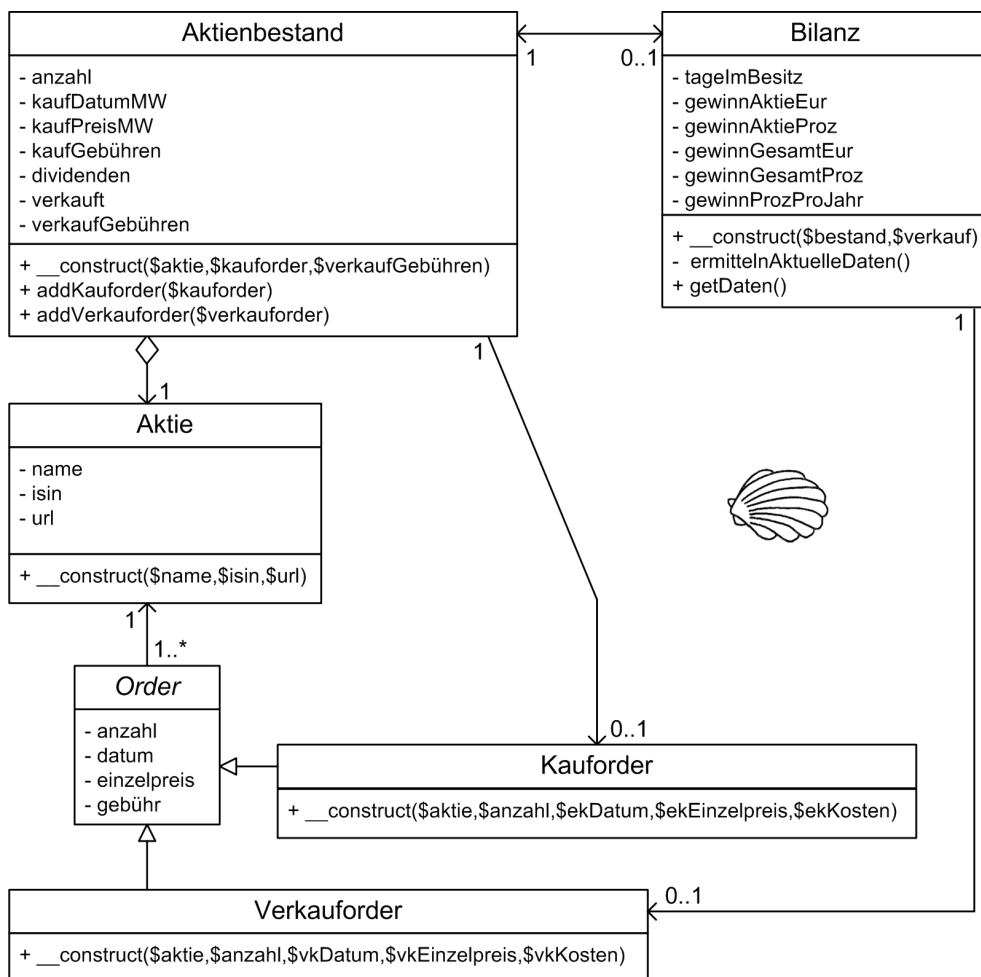 Aktienbestand
- anzahl
- kaufDatumMW
- kaufPreisMW
- kaufGebühren
- dividenden
- verkauft
- verkaufGebühren
+ __construct($aktie,$kauforder,$verkaufGebühren)
+ addKauforder($kauforder)
+ addVerkauforder($verkauforder)
1
0..1
Bilanz
- tageImBesitz
- gewinnAktieEur
- gewinnAktieProz
- gewinnGesamtEur
- gewinnGesamtProz
- gewinnProzProJahr
+ __construct($bestand,$verkauf)
- ermittelnAktuelleDaten()
+ getDaten()
1
1
1
Aktie
- name
- isin
- url
+ __construct($name,$isin,$url)
1
1..*
Order
- anzahl
- datum
- einzelpreis
- gebühr
0..1
Kauforder
+ __construct($aktie,$anzahl,$ekDatum,$ekEinzelpreis,$ekKosten)
0..1
Verkauforder
+ __construct($aktie,$anzahl,$vkDatum,$vkEinzelpreis,$vkKosten)